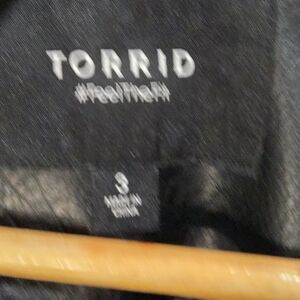 TORRID
#FeelTheFit
3
MADE IN
CHINA